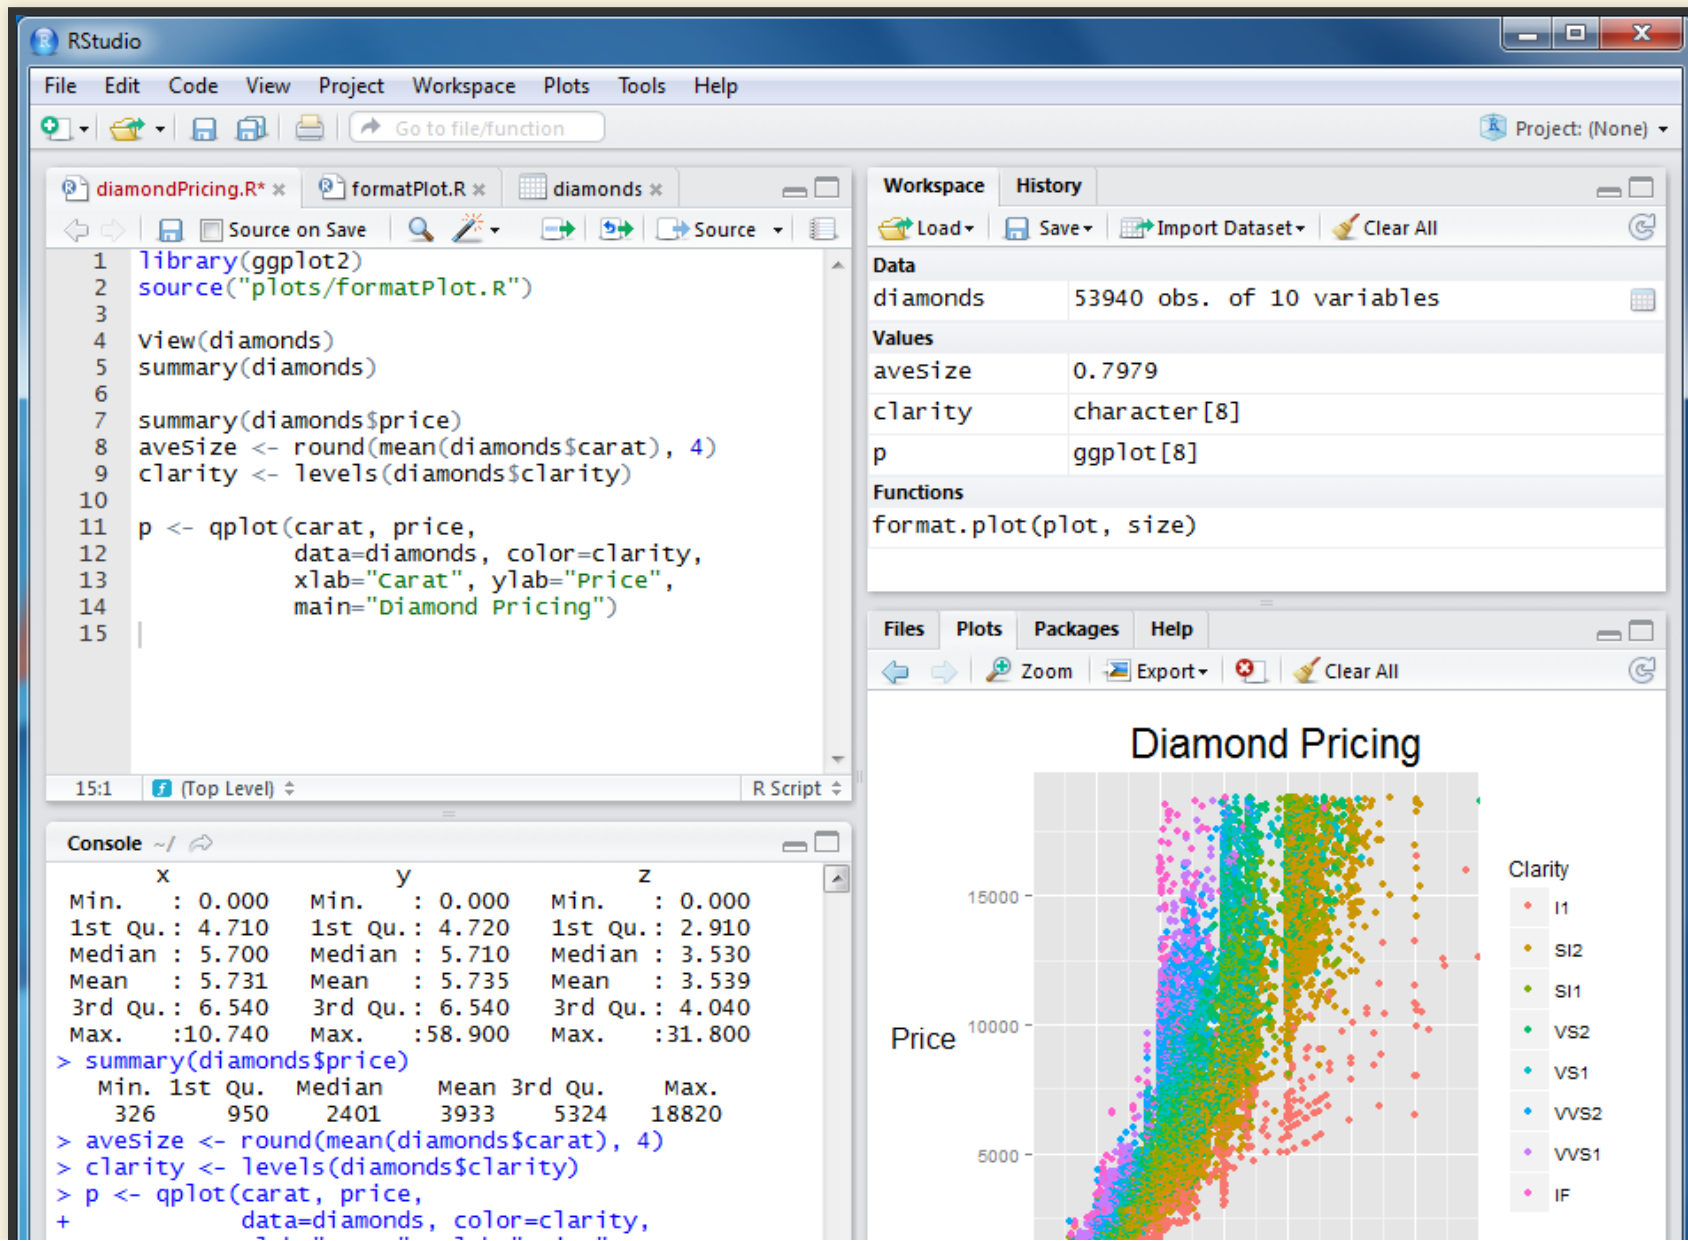 RStudio
File Edit Code View Project Workspace Plots Tools Help
Go to file/function
Project: (None)
diamondPricing.R* formatPlot.R diamonds
Source on Save Source
1 library(ggplot2)
2 source("plots/formatPlot.R")
3
4 View(diamonds)
5 summary(diamonds)
6
7 summary(diamonds$price)
8 aveSize <- round(mean(diamonds$carat), 4)
9 clarity <- levels(diamonds$clarity)
10
11 p <- qplot(carat, price,
12 data=diamonds, color=clarity,
13 xlab="Carat", ylab="Price",
14 main="Diamond Pricing")
15
15:1 (Top Level) R Script
Console ~/
x y z
Min. : 0.000 Min. : 0.000 Min. : 0.000
1st Qu.: 4.710 1st Qu.: 4.720 1st Qu.: 2.910
Median : 5.700 Median : 5.710 Median : 3.530
Mean : 5.731 Mean : 5.735 Mean : 3.539
3rd Qu.: 6.540 3rd Qu.: 6.540 3rd Qu.: 4.040
Max. :10.740 Max. :58.900 Max. :31.800
> summary(diamonds$price)
Min. 1st Qu. Median Mean 3rd Qu. Max.
326 950 2401 3933 5324 18820
> aveSize <- round(mean(diamonds$carat), 4)
> clarity <- levels(diamonds$clarity)
> p <- qplot(carat, price,
+ data=diamonds, color=clarity,
Workspace History
Load Save Import Dataset Clear All
Data
diamonds 53940 obs. of 10 variables
Values
aveSize 0.7979
clarity character[8]
p ggplot[8]
Functions
format.plot(plot, size)
Files Plots Packages Help
Zoom Export Clear All
Diamond Pricing
Price
15000
10000
5000
Clarity
I1
SI2
SI1
VS2
VS1
VVS2
VVS1
IF